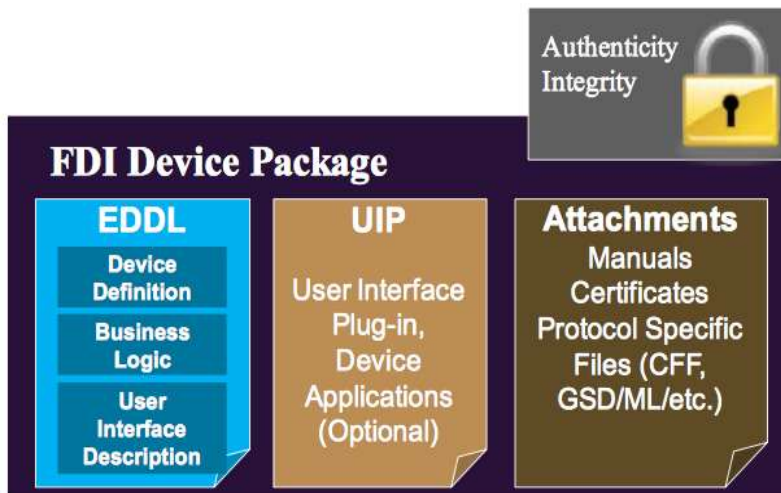 Authenticity
Integrity
FDI Device Package
EDDL
Device
Definition
Business
Logic
User
Interface
Description
UIP
User Interface
Plug-in,
Device
Applications
(Optional)
Attachments
Manuals
Certificates
Protocol Specific
Files (CFF,
GSD/ML/etc.)